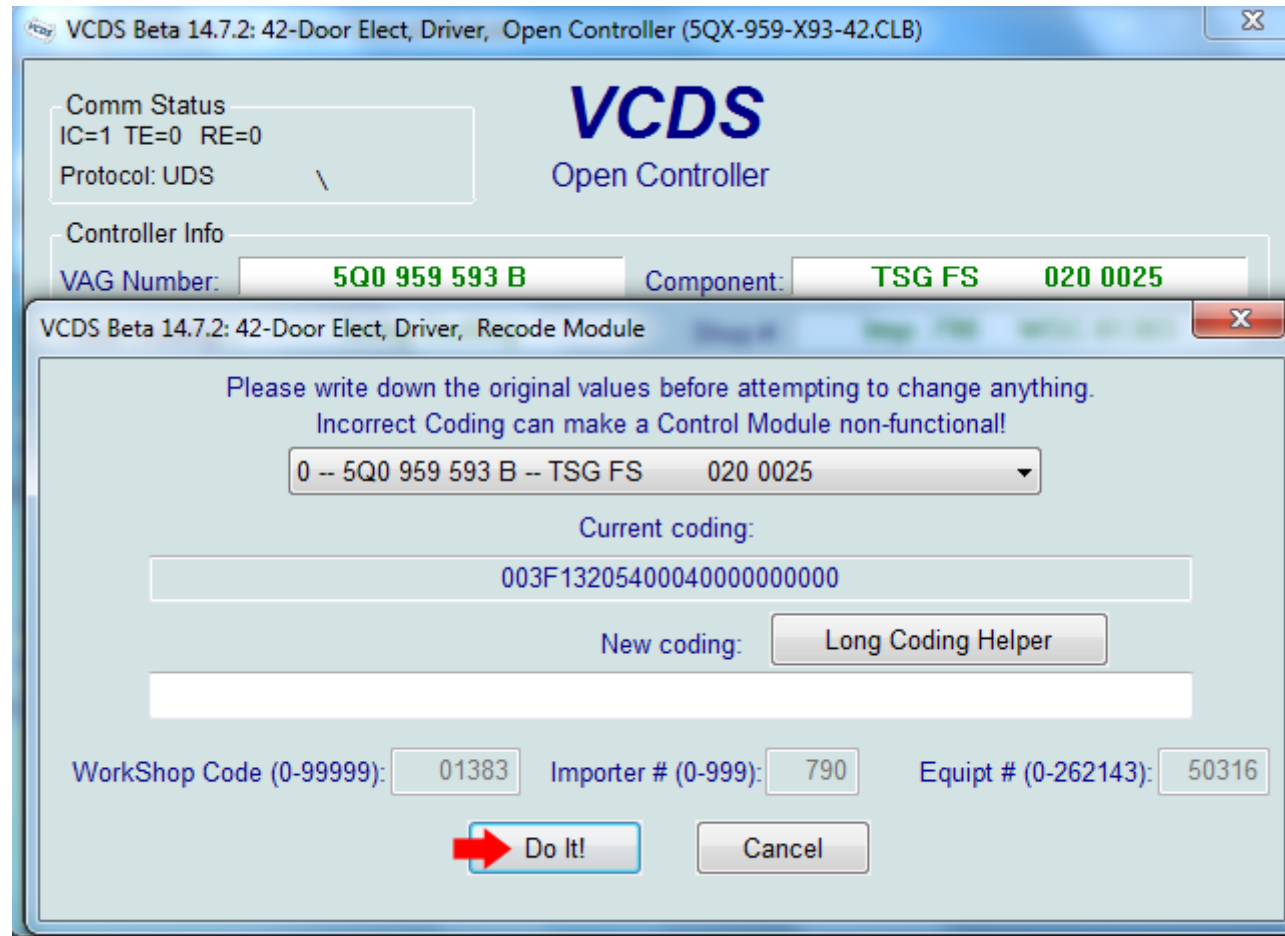 VCDS Beta 14.7.2: 42-Door Elect, Driver,  Open Controller (5QX-959-X93-42.CLB)
Comm Status
IC=1  TE=0   RE=0
Protocol: UDS \
VCDS
Open Controller
Controller Info
VAG Number: 5Q0 959 593 B Component: TSG FS 020 0025
VCDS Beta 14.7.2: 42-Door Elect, Driver,  Recode Module
Please write down the original values before attempting to change anything.
Incorrect Coding can make a Control Module non-functional!
0 -- 5Q0 959 593 B -- TSG FS 020 0025
Current coding:
003F13205400040000000000
New coding: Long Coding Helper
WorkShop Code (0-99999): 01383 Importer # (0-999): 790 Equipt # (0-262143): 50316
Do It! Cancel